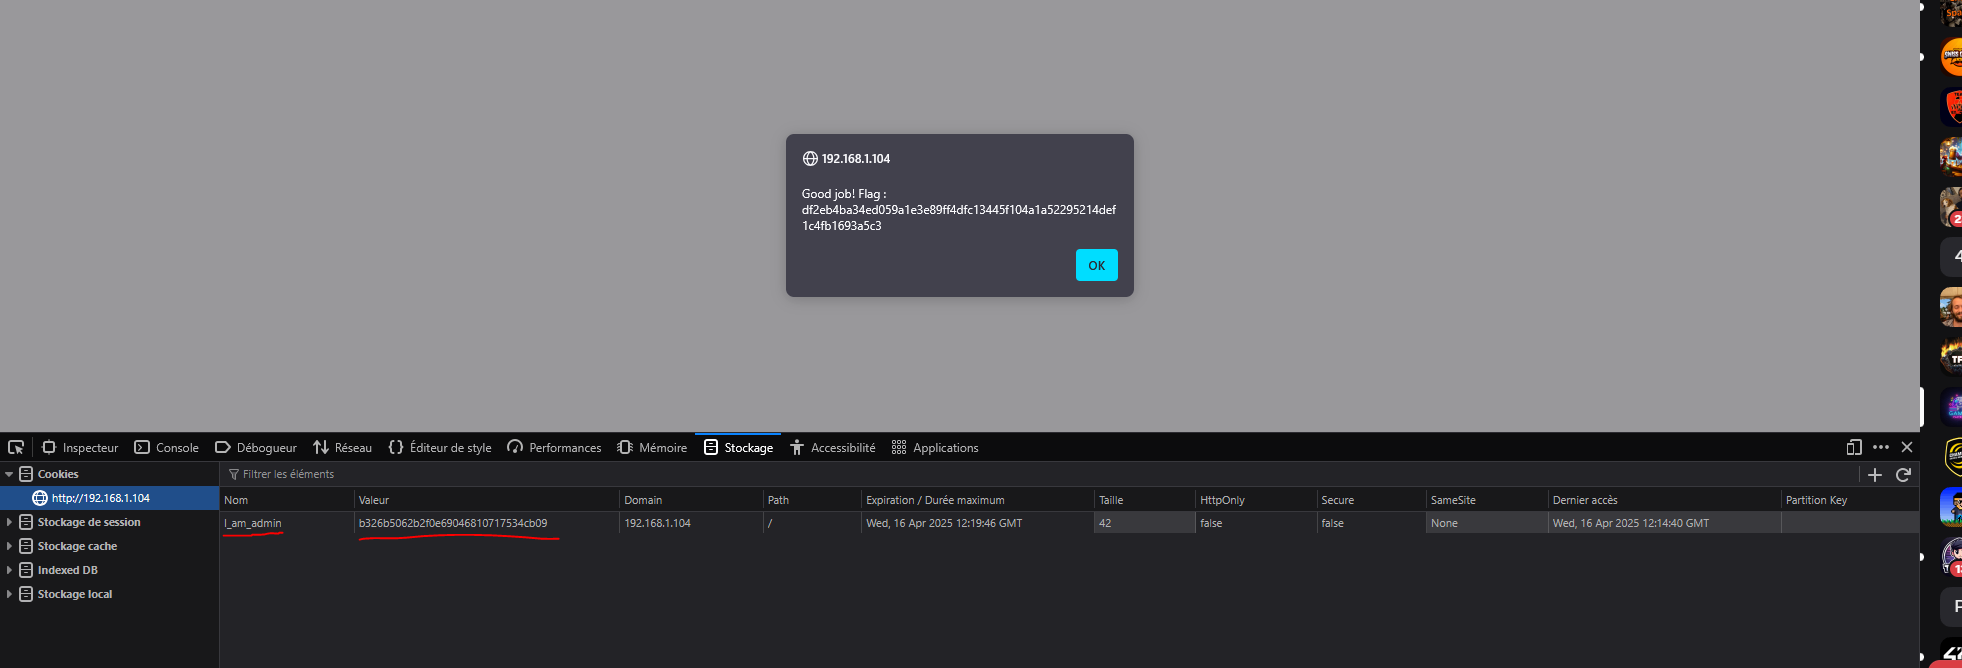 192.168.1.104
Good job! Flag :
df2eb4ba34ed059a1e3e89ff4dfc13445f104a1a52295214def
1c4fb1693a5c3
OK
Inspecteur Console Débogueur Réseau Éditeur de style Performances Mémoire Stockage Accessibilité Applications
Cookies
http://192.168.1.104
Stockage de session
Stockage cache
Indexed DB
Stockage local
Filtrer les éléments
Nom Valeur Domain Path Expiration / Durée maximum Taille HttpOnly Secure SameSite Dernier accès Partition Key
I_am_admin b326b5062b2f0e69046810717534cb09 192.168.1.104 / Wed, 16 Apr 2025 12:19:46 GMT 42 false false None Wed, 16 Apr 2025 12:14:40 GMT